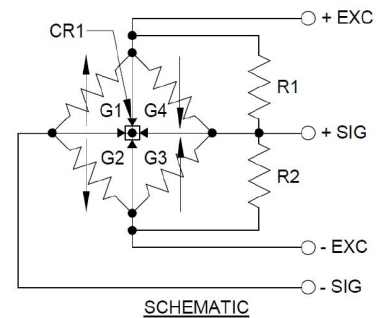 CR1
+ EXC
G1 G4
R1
+ SIG
G2 G3
R2
- EXC
- SIG
SCHEMATIC